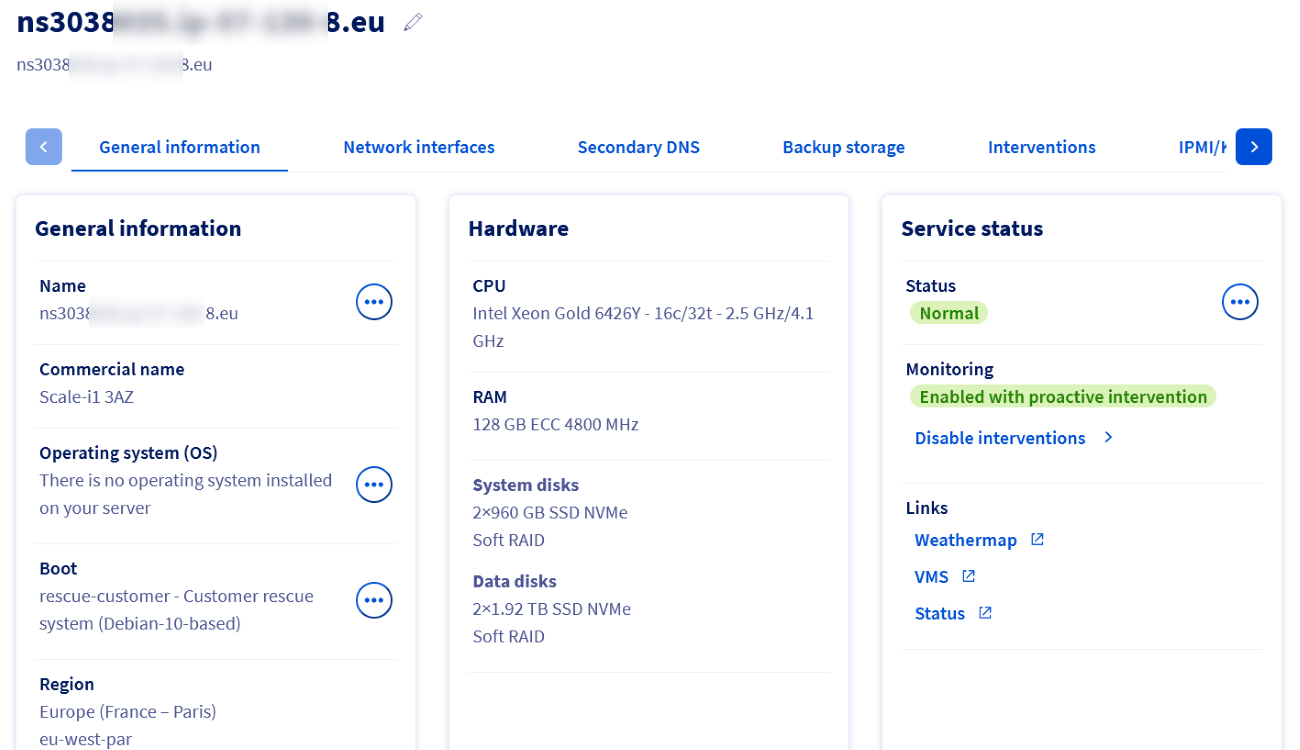 ns3038 8.eu
ns3038 8.eu
General information
Network interfaces
Secondary DNS
Backup storage
Interventions
IPMI/K
General information
Name
ns3038 8.eu
Commercial name
Scale-i1 3AZ
Operating system (OS)
There is no operating system installed
on your server
Boot
rescue-customer - Customer rescue
system (Debian-10-based)
Region
Europe (France – Paris)
eu-west-par
Hardware
CPU
Intel Xeon Gold 6426Y - 16c/32t - 2.5 GHz/4.1
GHz
RAM
128 GB ECC 4800 MHz
System disks
2×960 GB SSD NVMe
Soft RAID
Data disks
2×1.92 TB SSD NVMe
Soft RAID
Service status
Status
Normal
Monitoring
Enabled with proactive intervention
Disable interventions
Links
Weathermap
VMS
Status